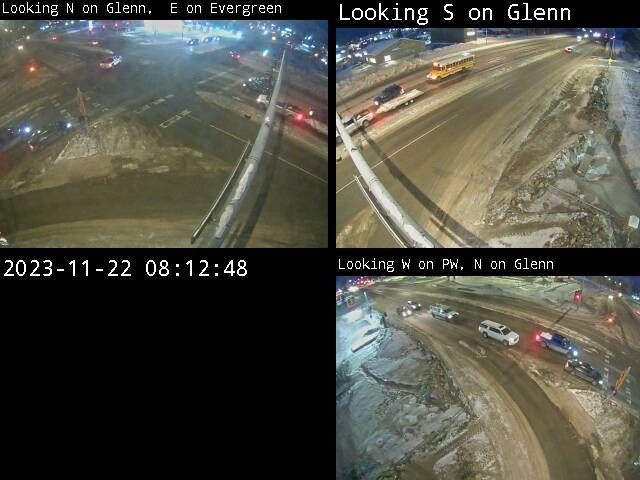 Looking N on Glenn,  E on Evergreen
Looking S on Glenn
2023-11-22 08:12:48
Looking W on PW, N on Glenn